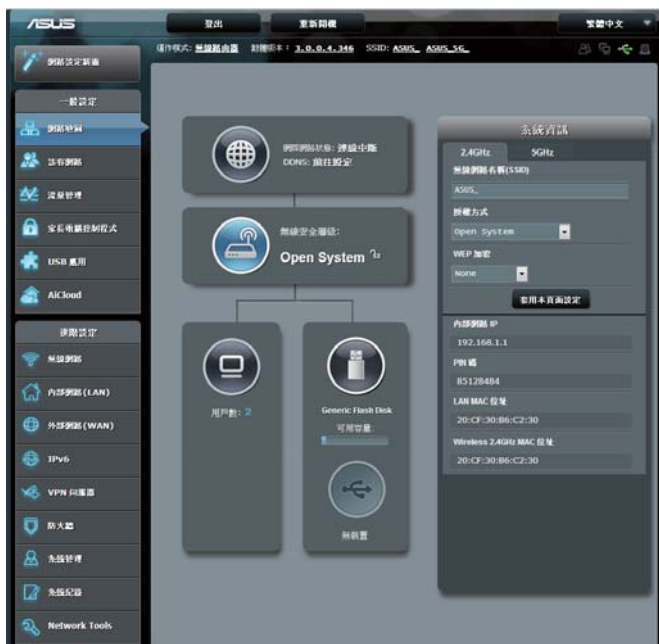 ASUS
登出
重新開機
繁體中文
操作模式: 無線路由器 韌體版本: 3.0.0.4.346 SSID: ASUS_ ASUS_5G_
網路設定精靈
一般設定
網路地圖
訪客網路
流量管理
家長電腦控制程式
USB 應用
AiCloud
進階設定
無線網路
內部網路(LAN)
外部網路(WAN)
IPv6
VPN 伺服器
防火牆
系統管理
系統記錄
Network Tools
網際網路狀態: 連線中斷
DDNS: 前往設定
無線安全層級:
Open System
用戶數: 2
Generic Flash Disk
可用容量:
無裝置
系統資訊
2.4GHz
5GHz
無線網路名稱(SSID)
ASUS_
授權方式
Open System
WEP 加密
None
套用本頁面設定
內部網路 IP
192.168.1.1
PIN 碼
85128484
LAN MAC 位址
20:CF:30:B6:C2:30
Wireless 2.4GHz MAC 位址
20:CF:30:B6:C2:30